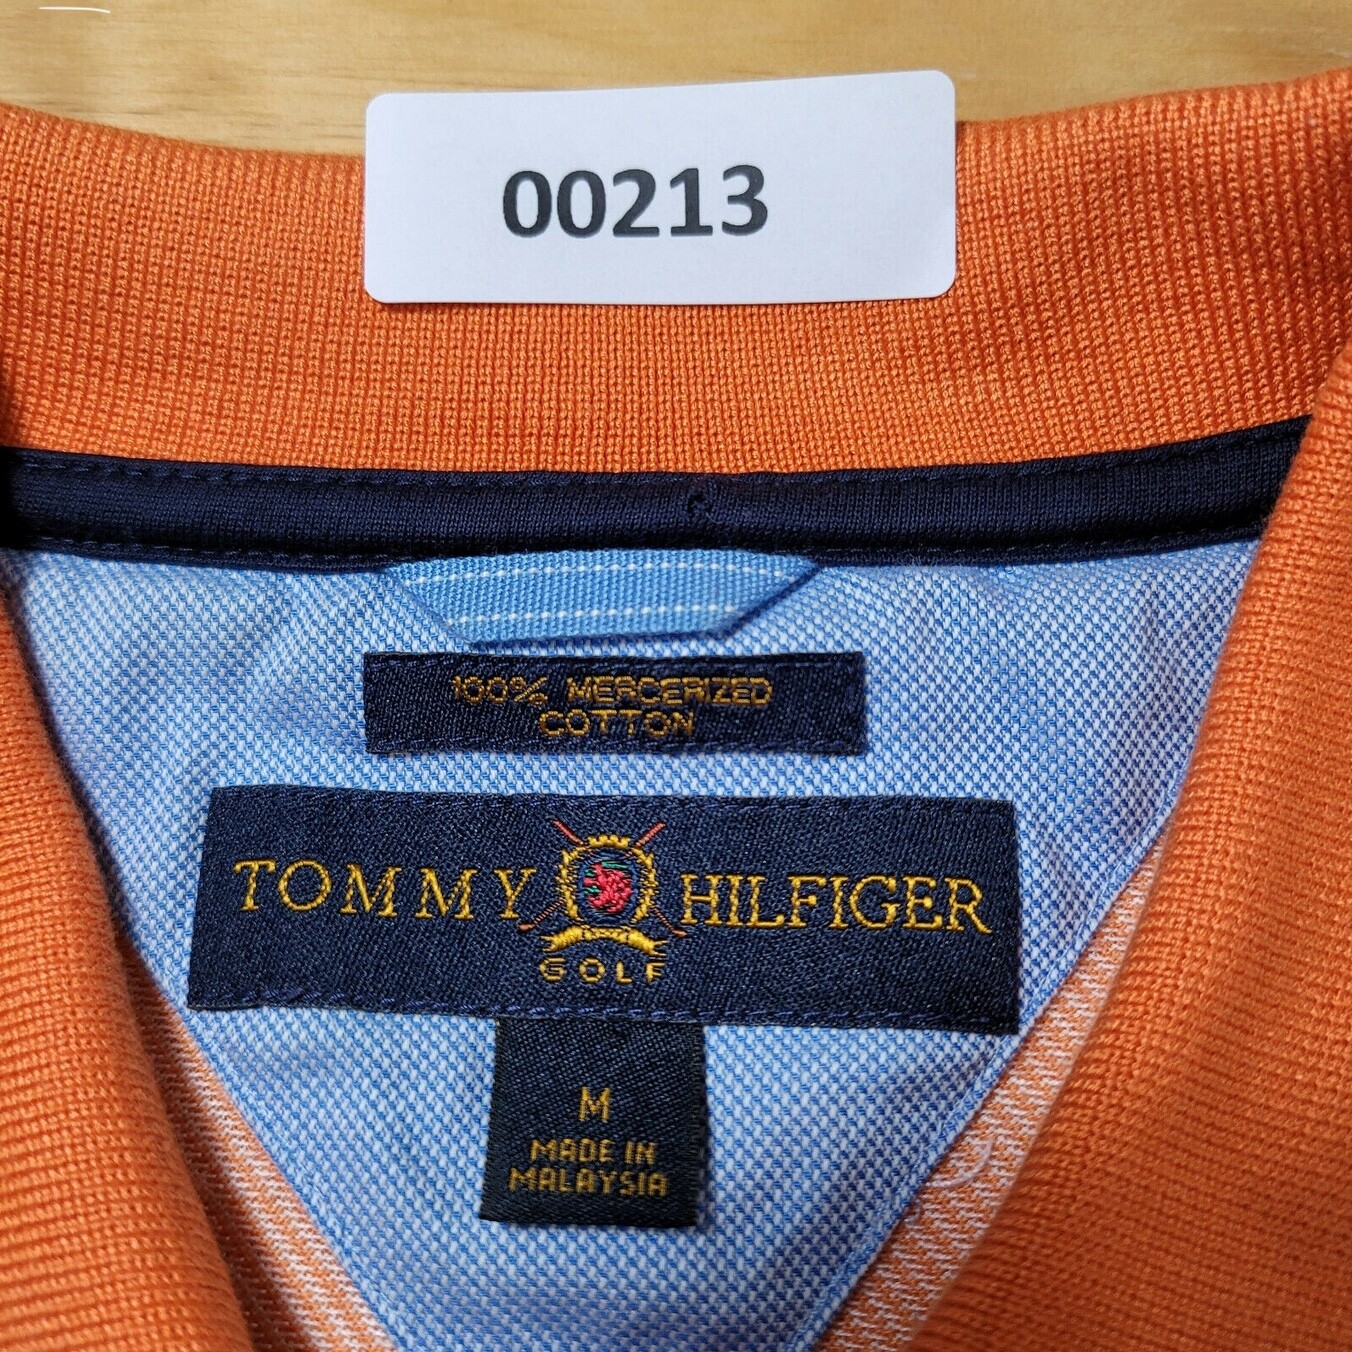 00213
100% MERCERIZED
COTTON
TOMMY HILFIGER
GOLF
M
MADE IN
MALAYSIA